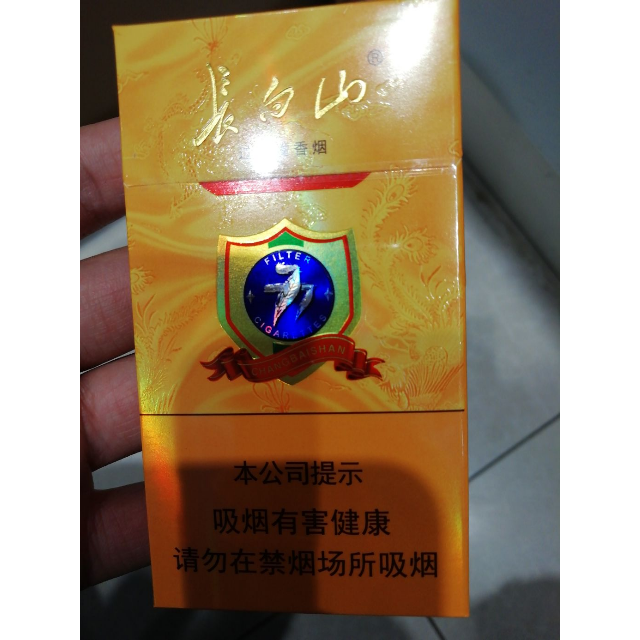 長白山®
香烟
FILTER
CIGARETTES
CHANGBAISHAN
本公司提示
吸烟有害健康
请勿在禁烟场所吸烟